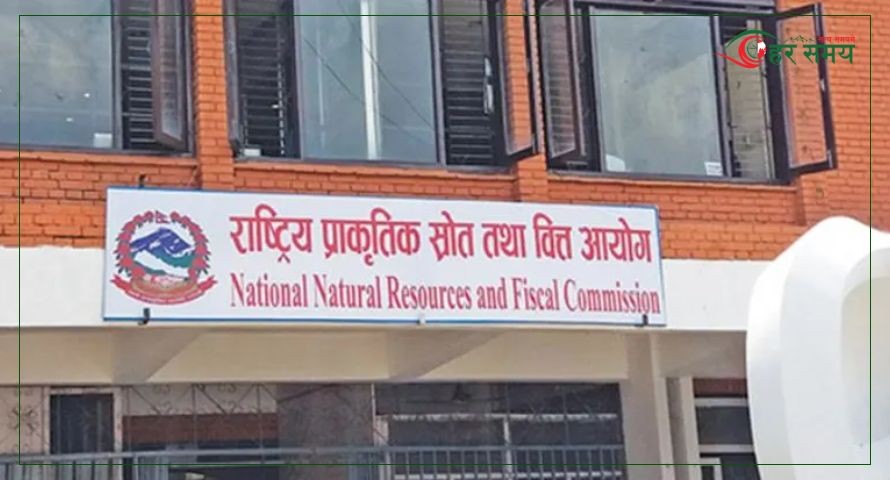 हर समय
राष्ट्रिय प्राकृतिक स्रोत तथा वित्त आयोग
National Natural Resources and Fiscal Commission